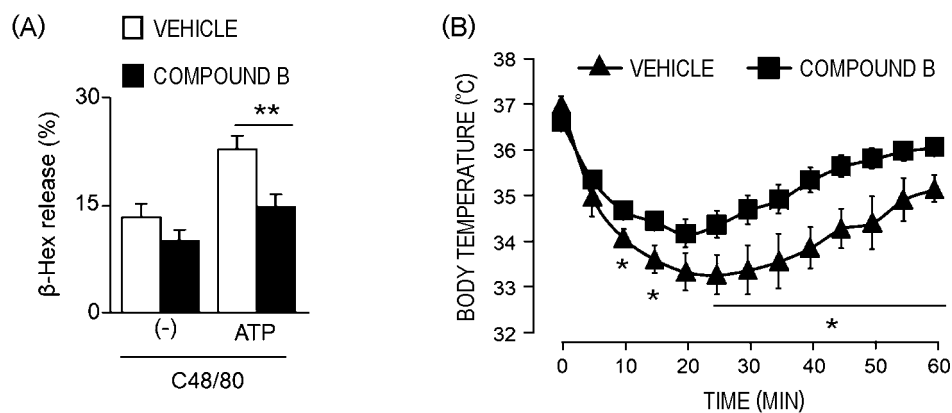 (A)
VEHICLE
COMPOUND B
β-Hex release (%)
30
**
15
0
(-)
ATP
C48/80
(B)
VEHICLE
COMPOUND B
BODY TEMPERATURE (°C)
38
37
36
35
34
33
32
*
*
*
0
10
20
30
40
50
60
TIME (MIN)